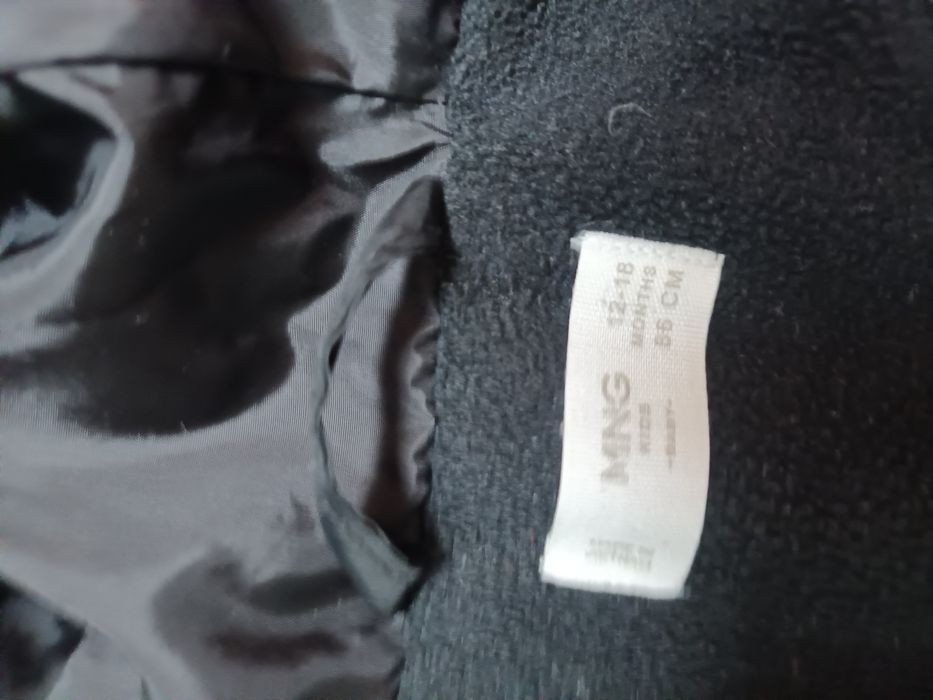 MNG
KIDS
-BABY-
12-18
MONTHS
86 CM